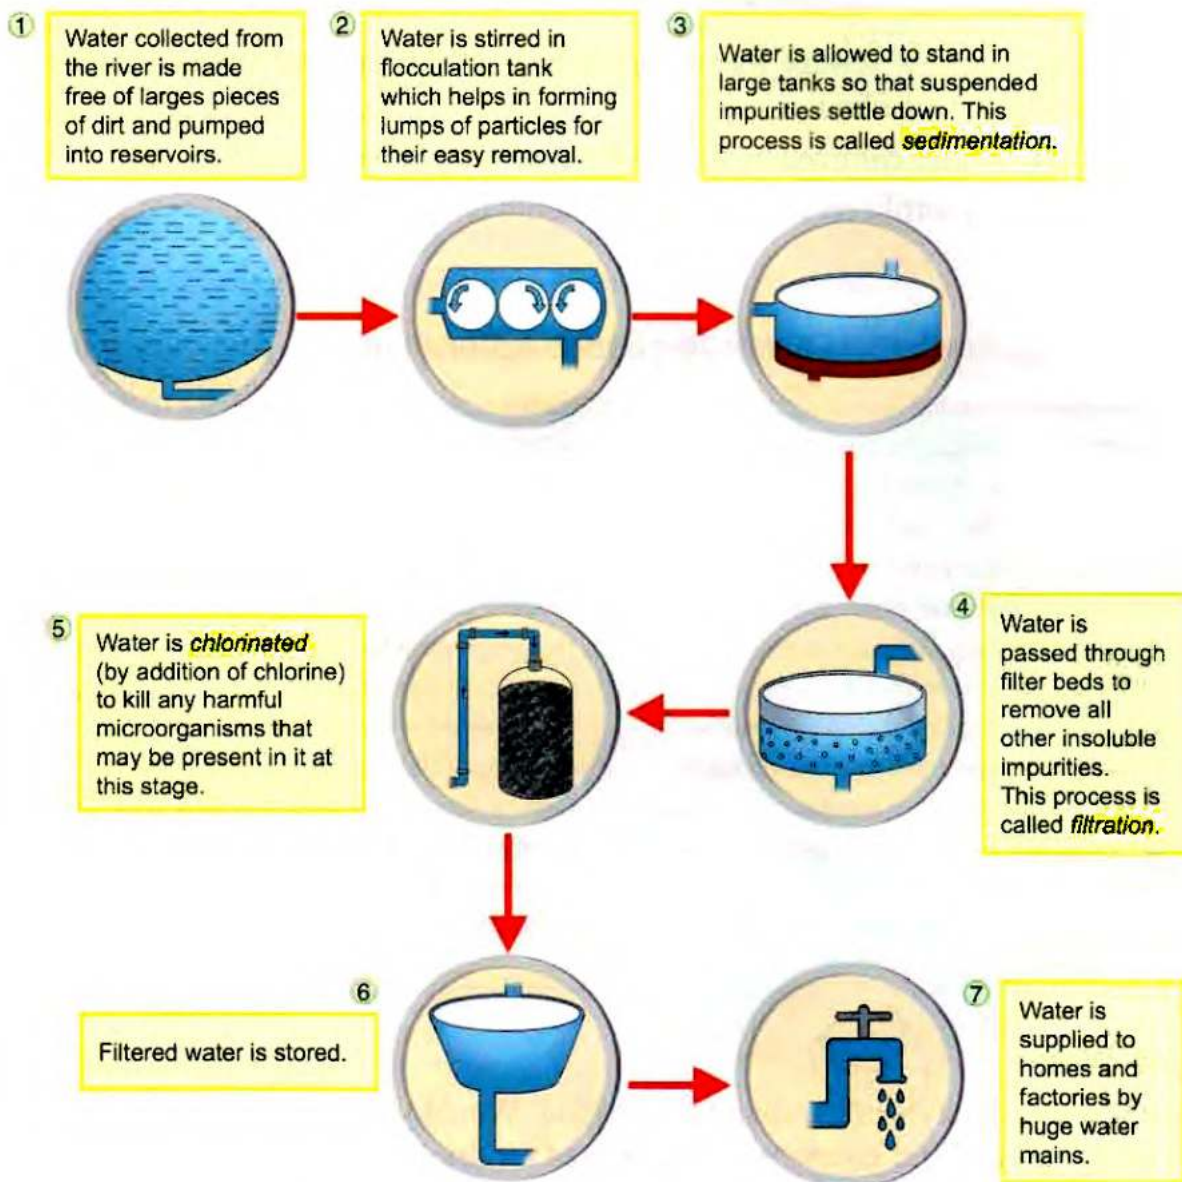 1
Water collected from
the river is made
free of larges pieces
of dirt and pumped
into reservoirs.
2
Water is stirred in
flocculation tank
which helps in forming
lumps of particles for
their easy removal.
3
Water is allowed to stand in
large tanks so that suspended
impurities settle down. This
process is called sedimentation.
4
Water is
passed through
filter beds to
remove all
other insoluble
impurities.
This process is
called filtration.
5
Water is chlorinated
(by addition of chlorine)
to kill any harmful
microorganisms that
may be present in it at
this stage.
6
Filtered water is stored.
7
Water is
supplied to
homes and
factories by
huge water
mains.